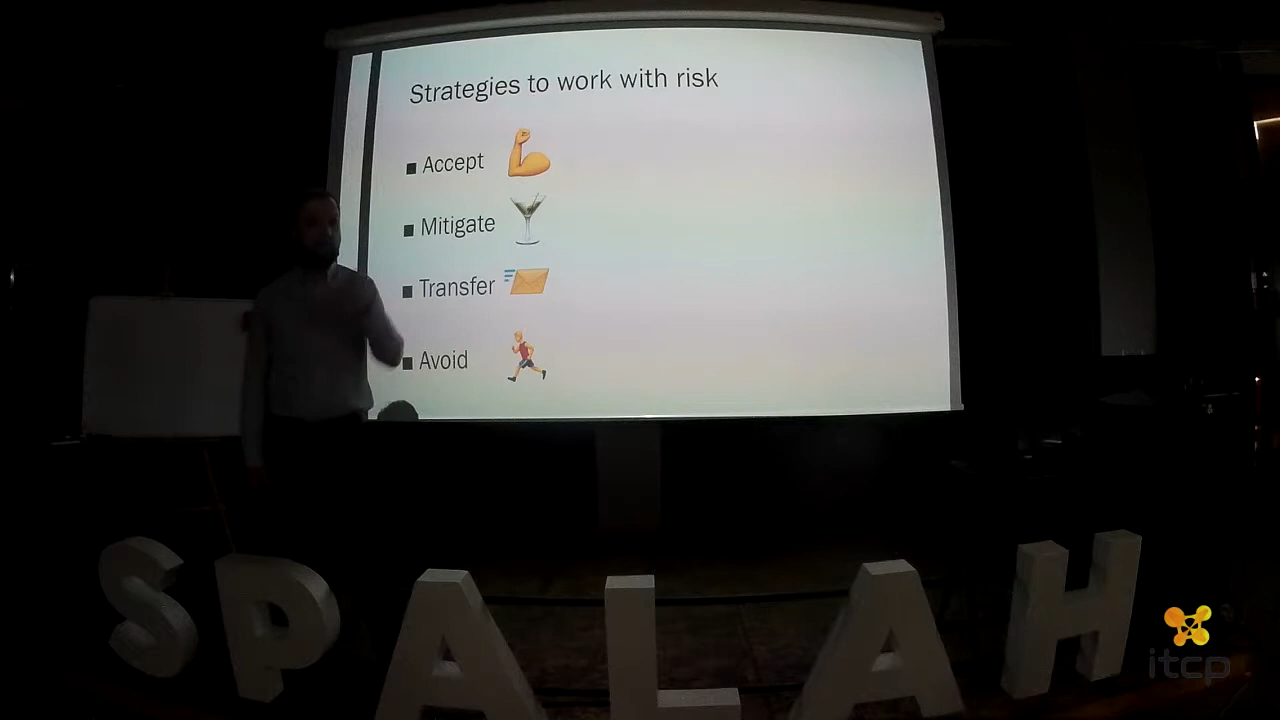 Strategies to work with risk
■ Accept
■ Mitigate
■ Transfer
■ Avoid
SPALAH
itcp